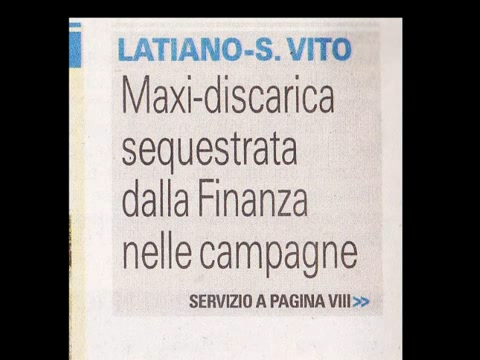 LATIANO-S. VITO
Maxi-discarica
sequestrata
dalla Finanza
nelle campagne
SERVIZIO A PAGINA VIII>>